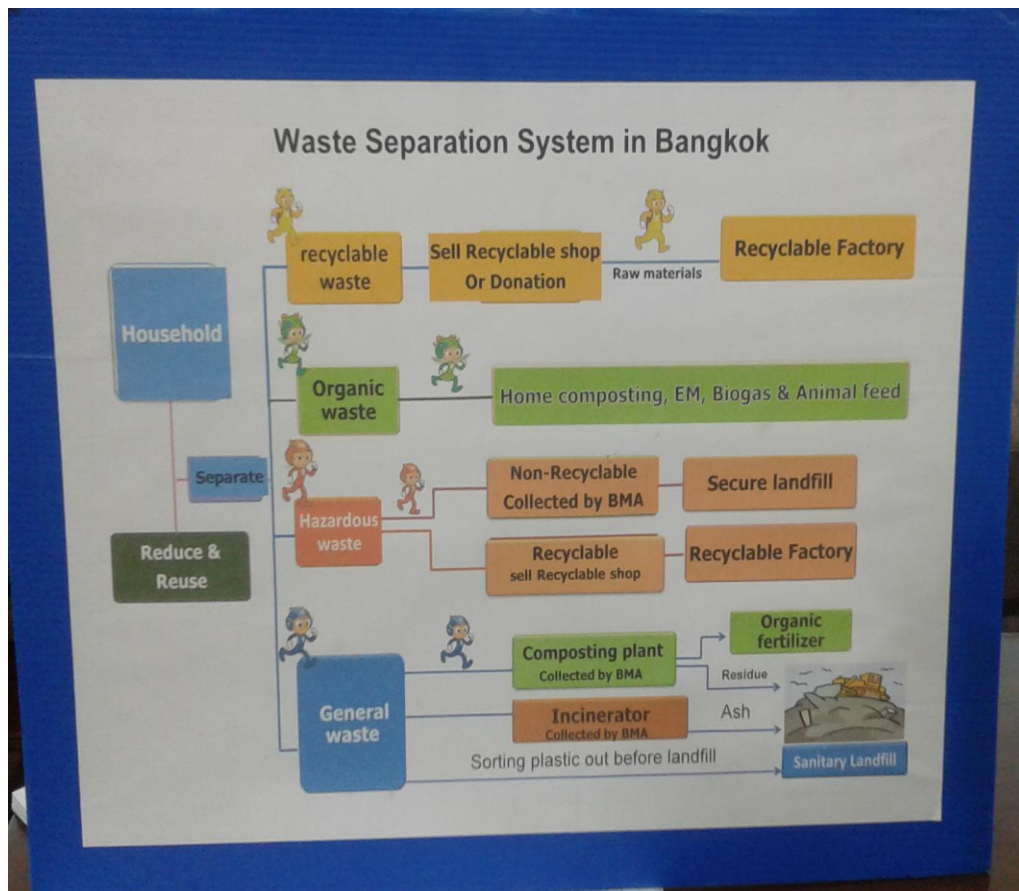 Waste Separation System in Bangkok
recyclable
waste
Sell Recyclable shop
Or Donation
Raw materials
Recyclable Factory
Household
Organic
waste
Home composting, EM, Biogas & Animal feed
Separate
Hazardous
waste
Non-Recyclable
Collected by BMA
Secure landfill
Recyclable
sell Recyclable shop
Recyclable Factory
Reduce &
Reuse
General
waste
Composting plant
Collected by BMA
Organic
fertilizer
Residue
Incinerator
Collected by BMA
Ash
Sorting plastic out before landfill
Sanitary Landfill